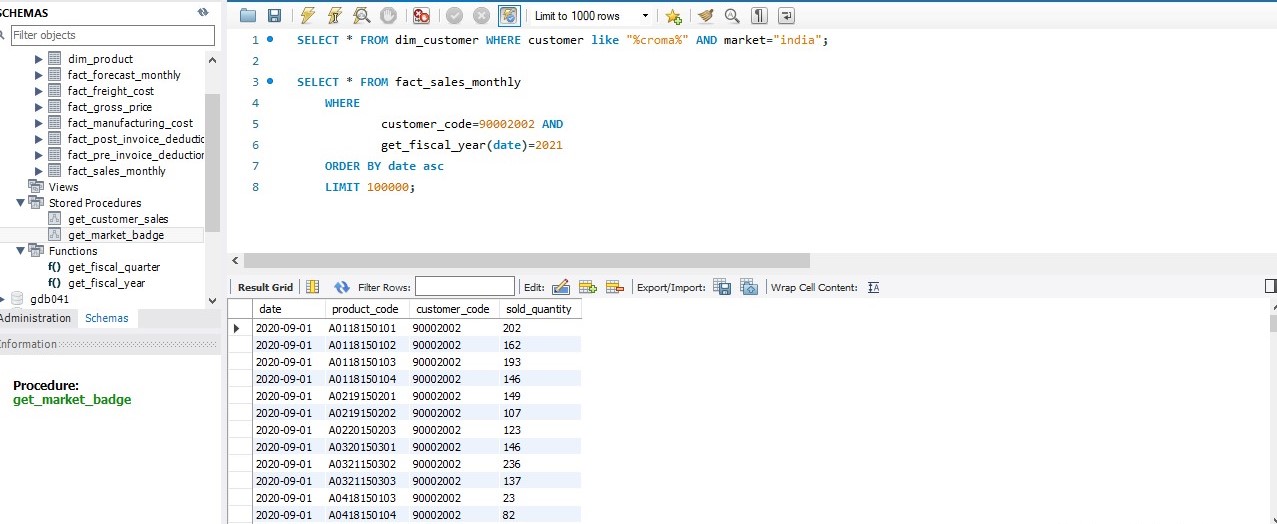 SCHEMAS
Filter objects
dim_product
fact_forecast_monthly
fact_freight_cost
fact_gross_price
fact_manufacturing_cost
fact_post_invoice_deductic
fact_pre_invoice_deduction
fact_sales_monthly
Views
Stored Procedures
get_customer_sales
get_market_badge
Functions
f() get_fiscal_quarter
f() get_fiscal_year
gdb041
Administration Schemas
nformation
Procedure:
get_market_badge
Limit to 1000 rows
1 SELECT * FROM dim_customer WHERE customer like "%croma%" AND market="india";
2
3 SELECT * FROM fact_sales_monthly
4 WHERE
5 customer_code=90002002 AND
6 get_fiscal_year(date)=2021
7 ORDER BY date asc
8 LIMIT 100000;
Result Grid Filter Rows: Edit: Export/Import: Wrap Cell Content: IA
date product_code customer_code sold_quantity
2020-09-01 A0118150101 90002002 202
2020-09-01 A0118150102 90002002 162
2020-09-01 A0118150103 90002002 193
2020-09-01 A0118150104 90002002 146
2020-09-01 A0219150201 90002002 149
2020-09-01 A0219150202 90002002 107
2020-09-01 A0220150203 90002002 123
2020-09-01 A0320150301 90002002 146
2020-09-01 A0321150302 90002002 236
2020-09-01 A0321150303 90002002 137
2020-09-01 A0418150103 90002002 23
2020-09-01 A0418150104 90002002 82